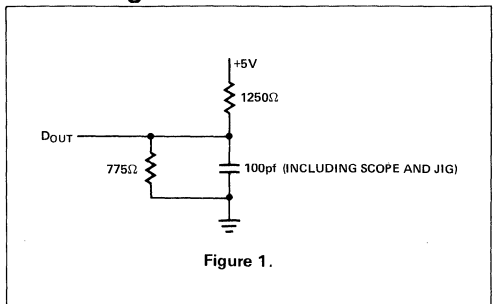 +5V
1250Ω
DOUT
775Ω
100pf (INCLUDING SCOPE AND JIG)
Figure 1.